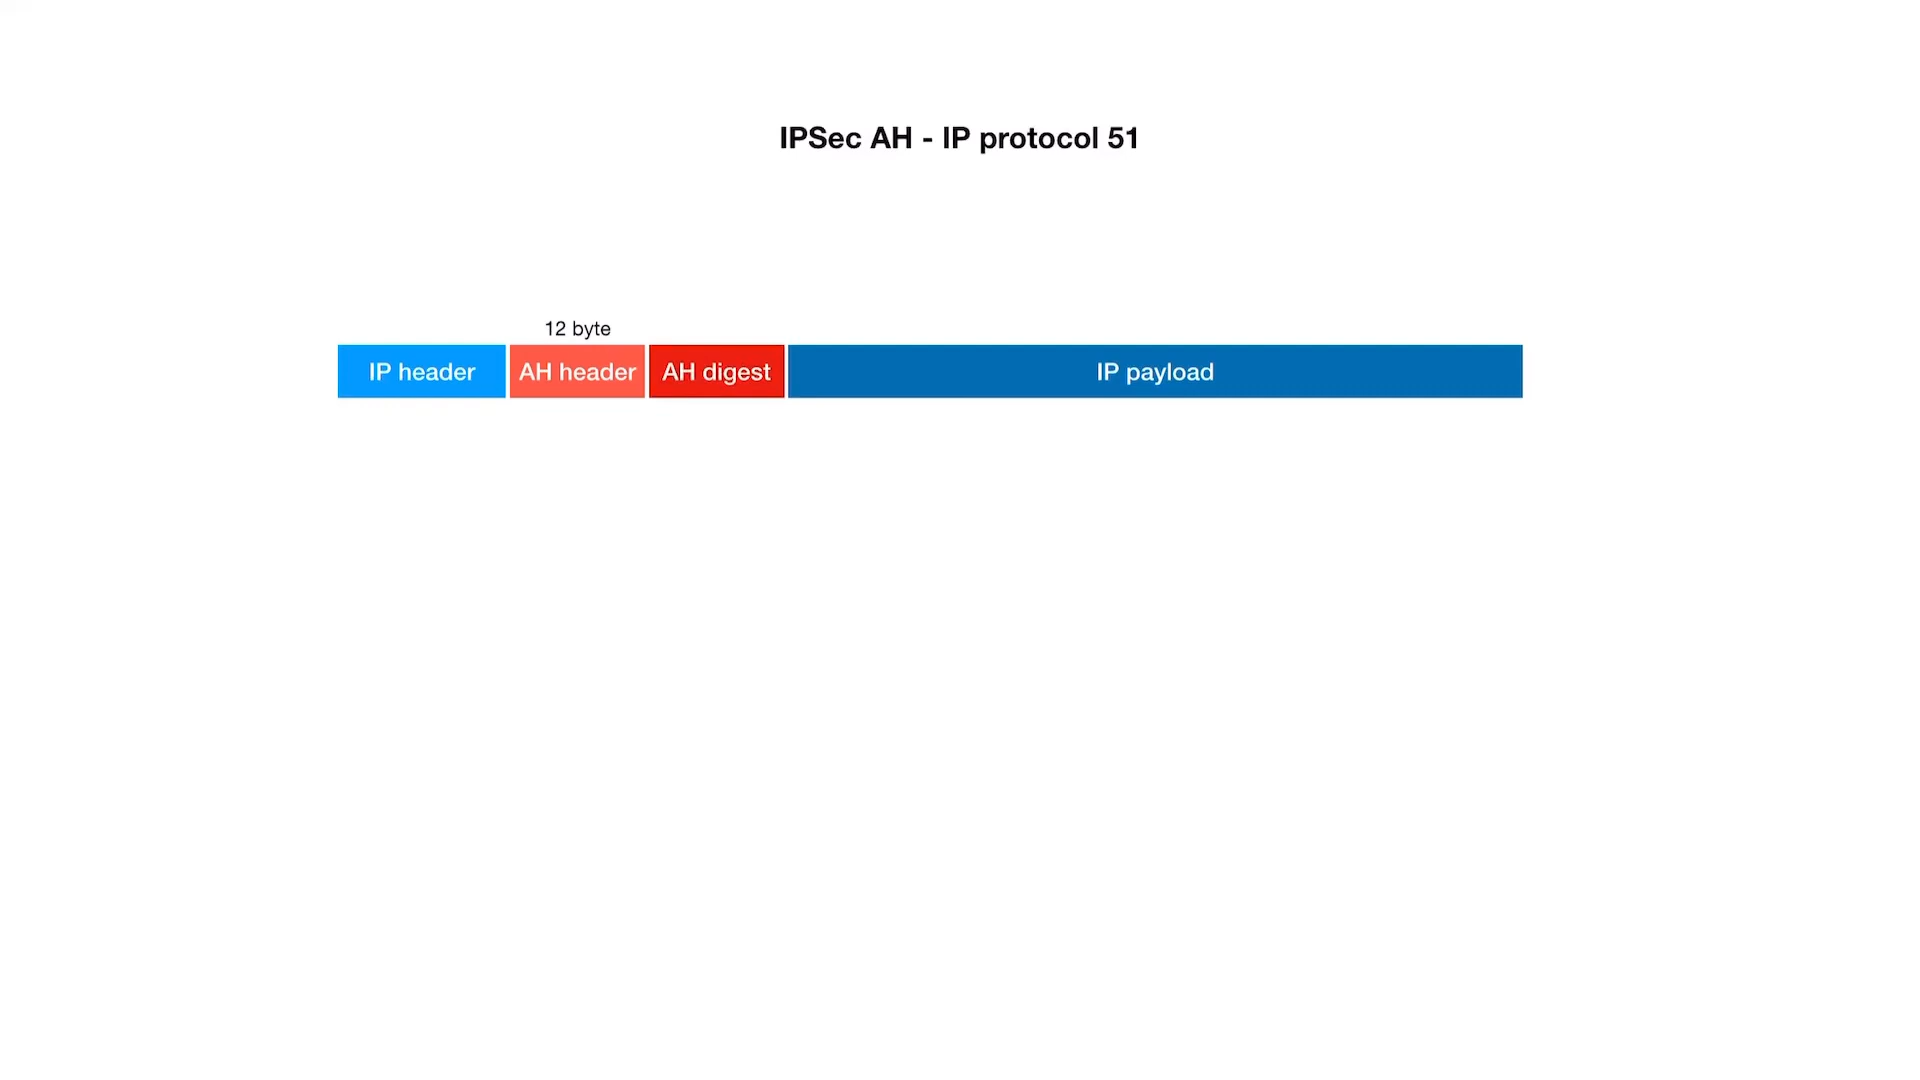 IPSec AH - IP protocol 51
12 byte
IP header AH header AH digest IP payload